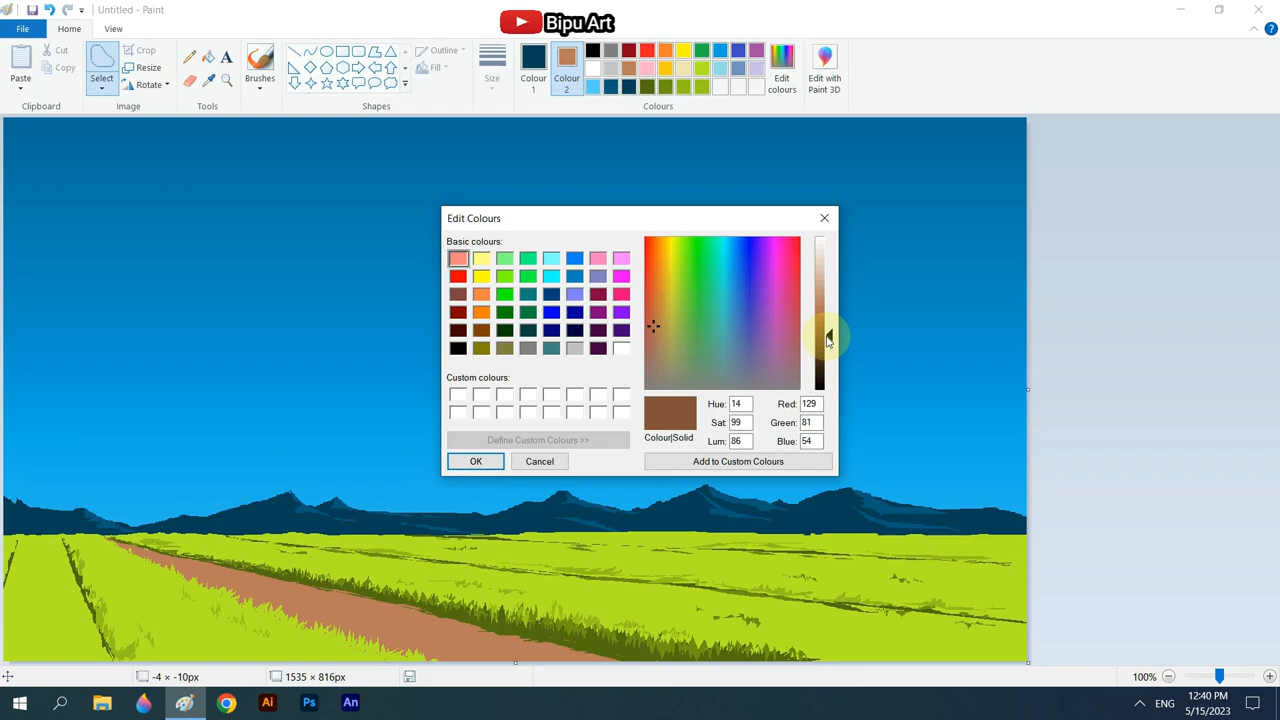 Untitled - Paint
Bipu Art
File
Home
View
Paste
Cut
Copy
Clipboard
Select
Crop
Resize
Rotate
Image
Tools
Brushes
Shapes
Outline
Fill
Size
Colour
1
Colour
2
Edit
colours
Edit with
Paint 3D
Colours
Edit Colours
Basic colours:
Custom colours:
Define Custom Colours >>
OK
Cancel
Colour|Solid
Hue: 14
Sat: 99
Lum: 86
Red: 129
Green: 81
Blue: 54
Add to Custom Colours
-4 × -10px
1535 × 816px
100%
Ai
Ps
An
ENG
12:40 PM
5/15/2023